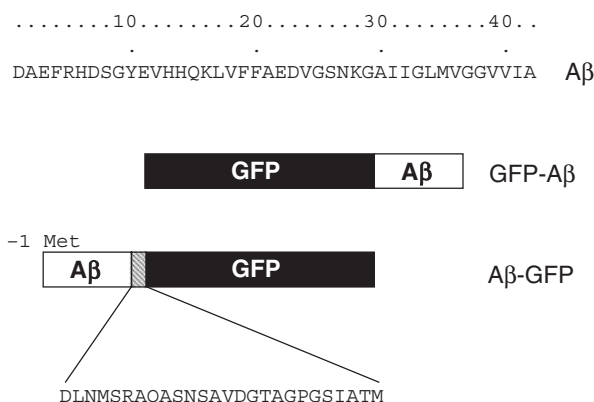 ........10........20........30........40..
. . . .
DAEFRHDSGYEVHHQKLVFFAEDVGSNKGAIIGLMVGGVVIA Aβ
GFP Aβ GFP-Aβ
-1 Met
Aβ GFP Aβ-GFP
DLNMSRAOASNSAVDGTAGPGSIATM